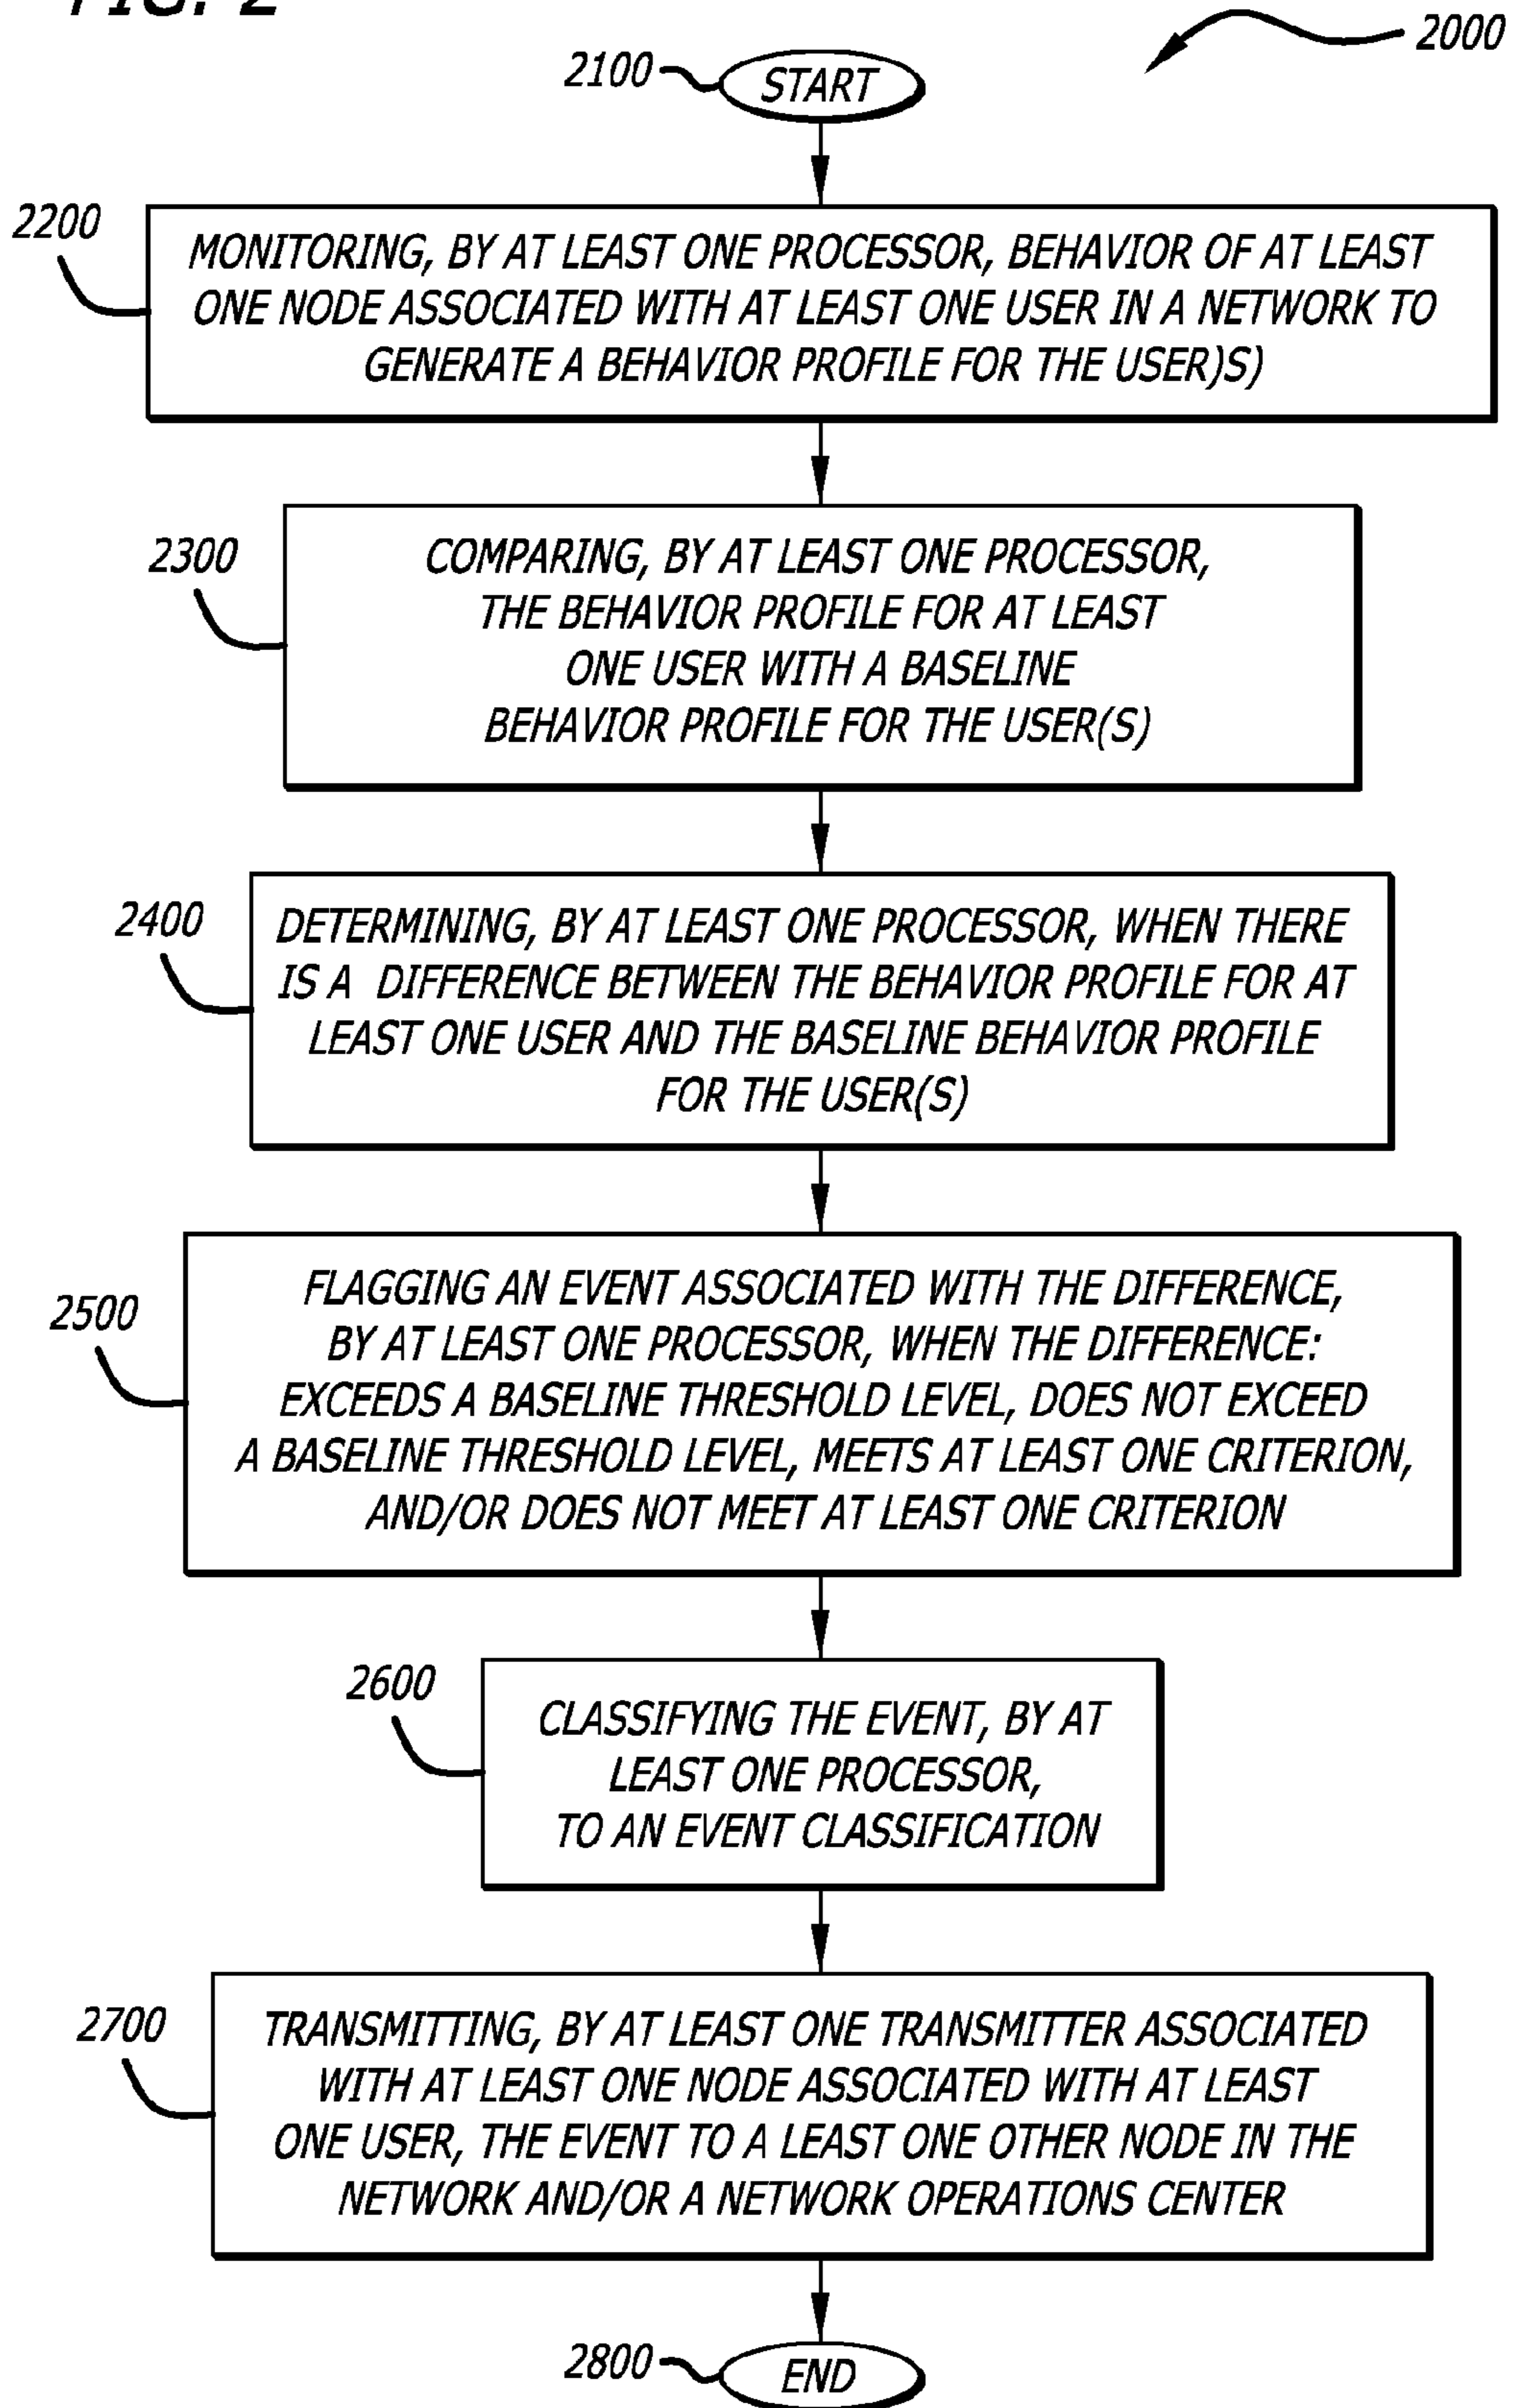 FIG. 2
2000
2100
START
2200
MONITORING, BY AT LEAST ONE PROCESSOR, BEHAVIOR OF AT LEAST
ONE NODE ASSOCIATED WITH AT LEAST ONE USER IN A NETWORK TO
GENERATE A BEHAVIOR PROFILE FOR THE USER)S)
2300
COMPARING, BY AT LEAST ONE PROCESSOR,
THE BEHAVIOR PROFILE FOR AT LEAST
ONE USER WITH A BASELINE
BEHAVIOR PROFILE FOR THE USER(S)
2400
DETERMINING, BY AT LEAST ONE PROCESSOR, WHEN THERE
IS A DIFFERENCE BETWEEN THE BEHAVIOR PROFILE FOR AT
LEAST ONE USER AND THE BASELINE BEHAVIOR PROFILE
FOR THE USER(S)
2500
FLAGGING AN EVENT ASSOCIATED WITH THE DIFFERENCE,
BY AT LEAST ONE PROCESSOR, WHEN THE DIFFERENCE:
EXCEEDS A BASELINE THRESHOLD LEVEL, DOES NOT EXCEED
A BASELINE THRESHOLD LEVEL, MEETS AT LEAST ONE CRITERION,
AND/OR DOES NOT MEET AT LEAST ONE CRITERION
2600
CLASSIFYING THE EVENT, BY AT
LEAST ONE PROCESSOR,
TO AN EVENT CLASSIFICATION
2700
TRANSMITTING, BY AT LEAST ONE TRANSMITTER ASSOCIATED
WITH AT LEAST ONE NODE ASSOCIATED WITH AT LEAST
ONE USER, THE EVENT TO A LEAST ONE OTHER NODE IN THE
NETWORK AND/OR A NETWORK OPERATIONS CENTER
2800
END